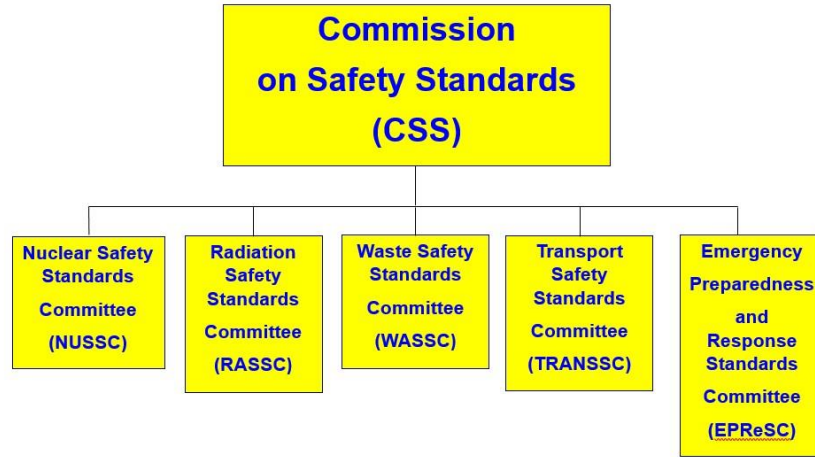 Commission
on Safety Standards
(CSS)
Nuclear Safety
Standards
Committee
(NUSSC)
Radiation
Safety
Standards
Committee
(RASSC)
Waste Safety
Standards
Committee
(WASSC)
Transport
Safety
Standards
Committee
(TRANSSC)
Emergency
Preparedness
and
Response
Standards
Committee
(EPReSC)